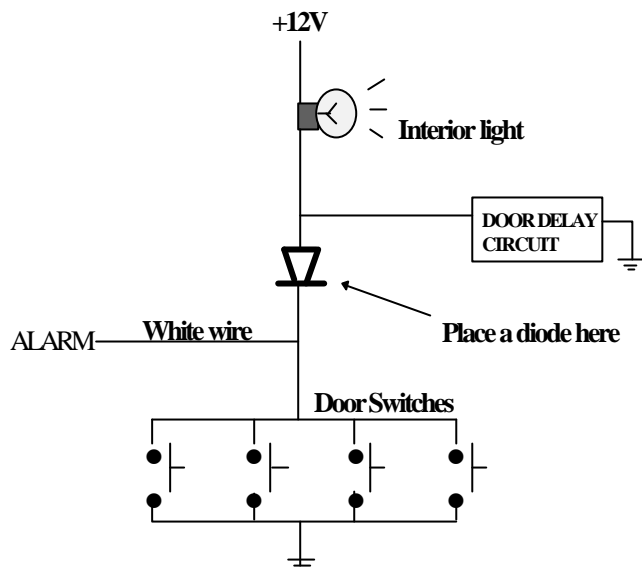 +12V
Interior light
DOOR DELAY
CIRCUIT
Place a diode here
White wire
ALARM
Door Switches